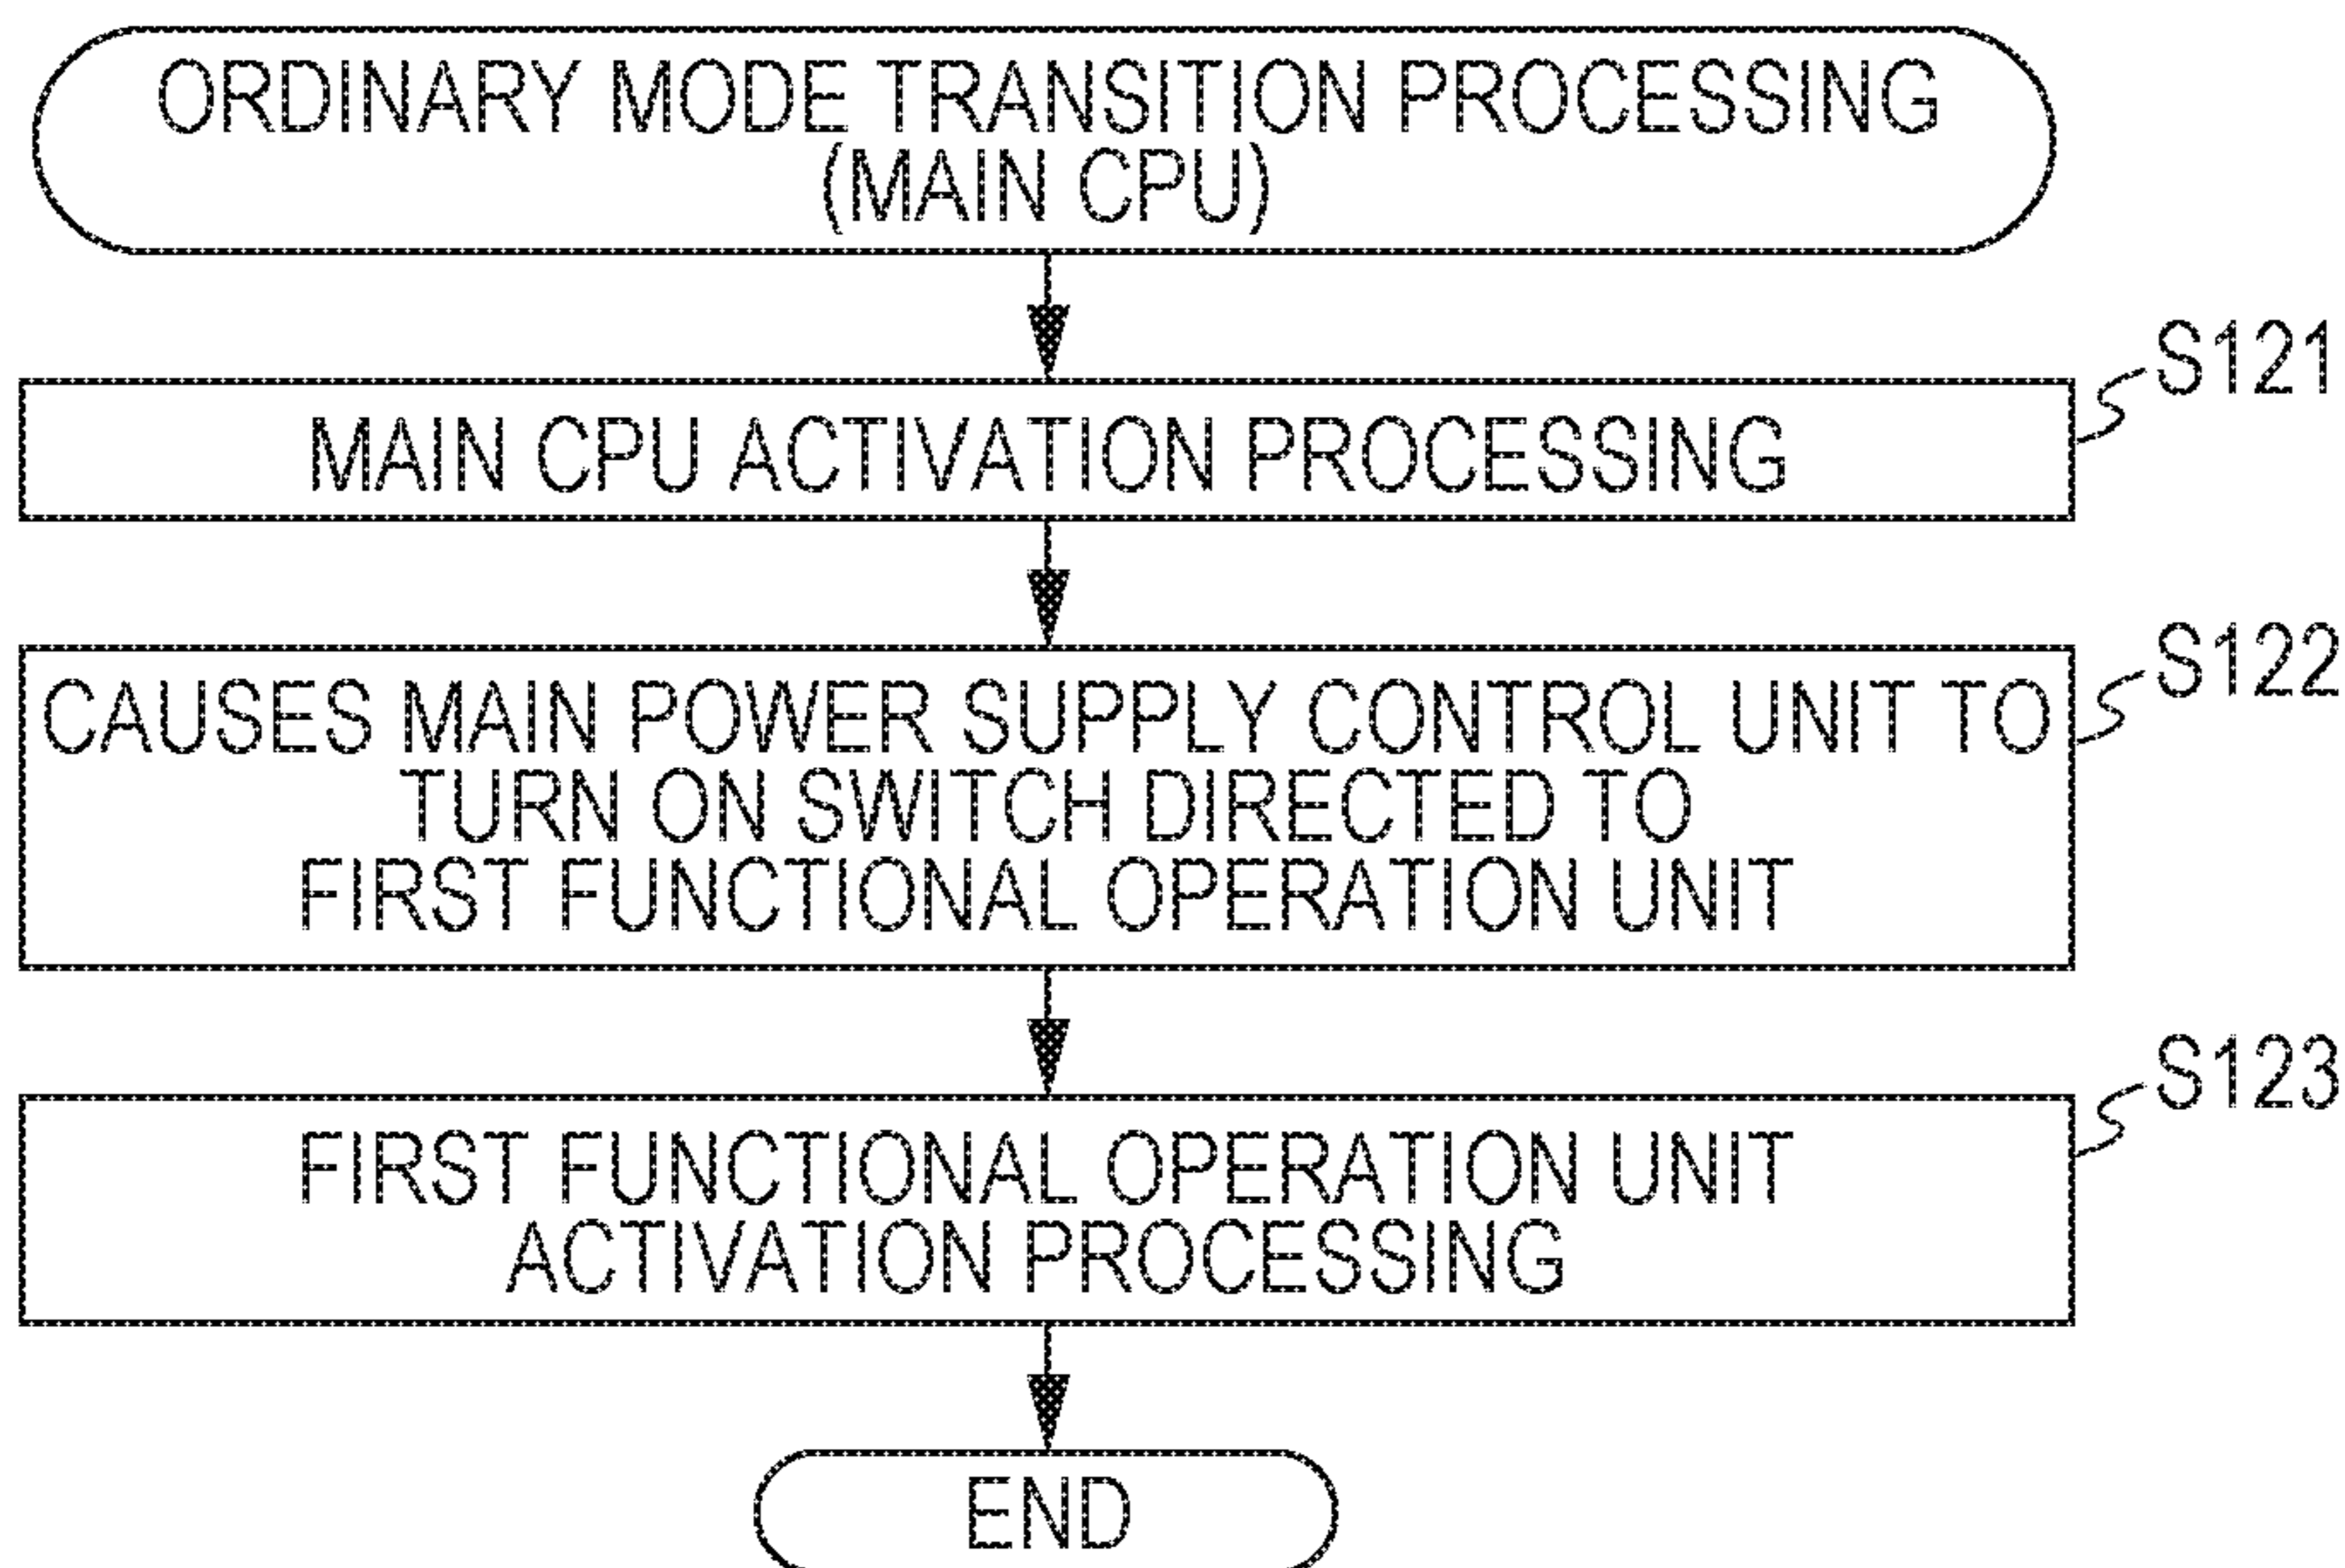 ORDINARY MODE TRANSITION PROCESSING
(MAIN CPU)
S121
MAIN CPU ACTIVATION PROCESSING
S122
CAUSES MAIN POWER SUPPLY CONTROL UNIT TO
TURN ON SWITCH DIRECTED TO
FIRST FUNCTIONAL OPERATION UNIT
S123
FIRST FUNCTIONAL OPERATION UNIT
ACTIVATION PROCESSING
END